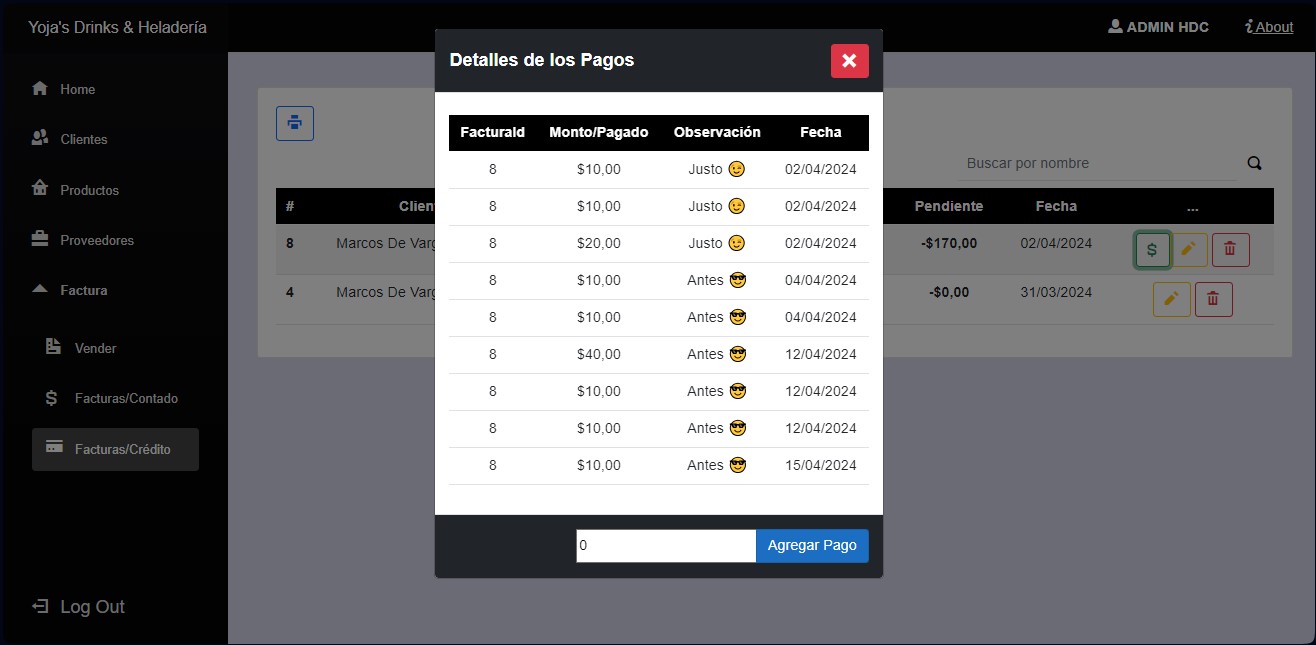 Yoja's Drinks & Heladería
ADMIN HDC
About
Home
Clientes
Productos
Proveedores
Factura
Vender
Facturas/Contado
Facturas/Crédito
Log Out
Buscar por nombre
# Pendiente Fecha ...
8 Marcos De -$170,00 02/04/2024
4 Marcos De -$0,00 31/03/2024
Detalles de los Pagos
FacturaId Monto/Pagado Observación Fecha
8 $10,00 Justo 😉 02/04/2024
8 $10,00 Justo 😉 02/04/2024
8 $20,00 Justo 😉 02/04/2024
8 $10,00 Antes 😎 04/04/2024
8 $10,00 Antes 😎 04/04/2024
8 $40,00 Antes 😎 12/04/2024
8 $10,00 Antes 😎 12/04/2024
8 $10,00 Antes 😎 12/04/2024
8 $10,00 Antes 😎 15/04/2024
0 Agregar Pago